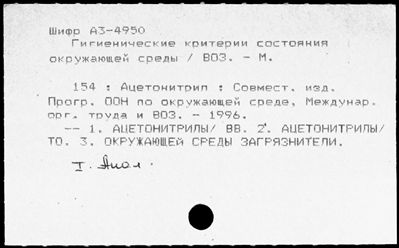 Шифр А3-4950
Гигиенические критерии состояния
окружающей среды / ВОЗ. - М.
154 : Ацетонитрил : Совмест. изд.
Прогр. ООН по окружающей среде, Междунар.
орг. труда и ВОЗ. - 1996.
-- 1. АЦЕТОНИТРИЛЫ/ ВВ. 2. АЦЕТОНИТРИЛЫ/
ТО. 3. ОКРУЖАЮЩЕЙ СРЕДЫ ЗАГРЯЗНИТЕЛИ.
I.